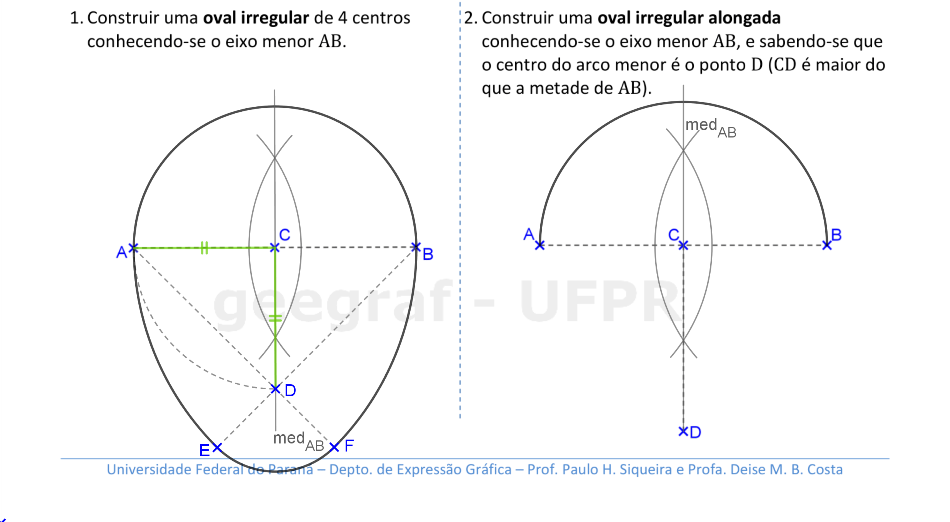 1. Construir uma oval irregular de 4 centros
conhecendo-se o eixo menor AB.
2. Construir uma oval irregular alongada
conhecendo-se o eixo menor AB, e sabendo-se que
o centro do arco menor é o ponto D (CD é maior do
que a metade de AB).
med AB
C
A
B
D
med AB
E
F
A
C
B
D
geegraf - UFPR
Universidade Federal do Paraná – Depto. de Expressão Gráfica – Prof. Paulo H. Siqueira e Profa. Deise M. B. Costa